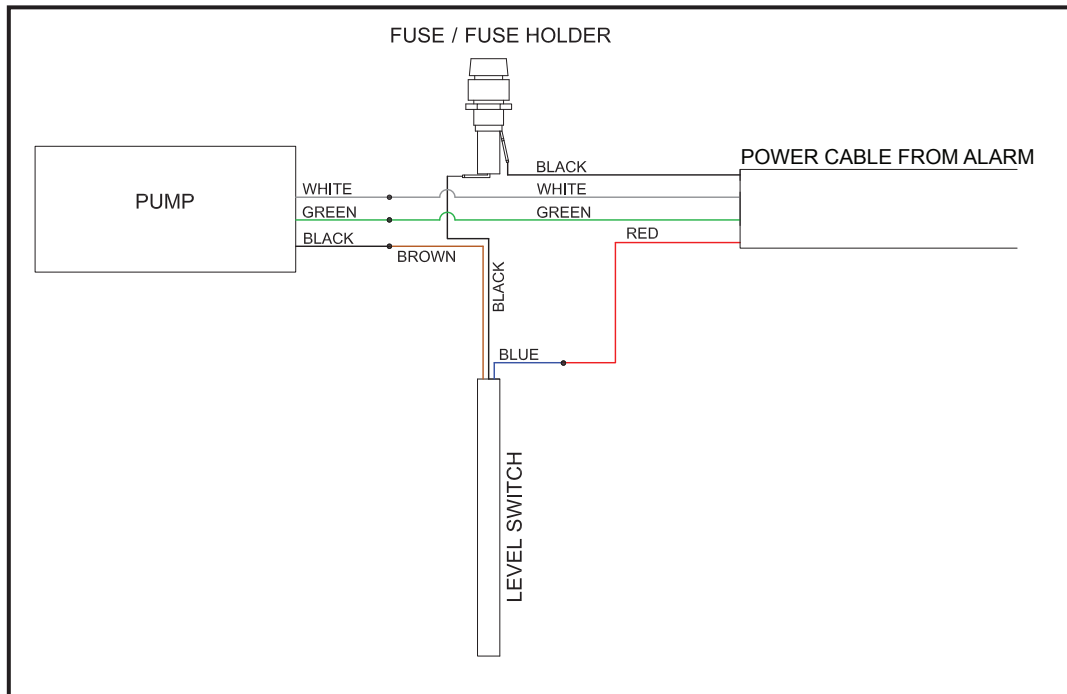 FUSE / FUSE HOLDER
POWER CABLE FROM ALARM
BLACK
PUMP
WHITE
WHITE
GREEN
GREEN
BLACK
BROWN
RED
BLACK
BLUE
LEVEL SWITCH